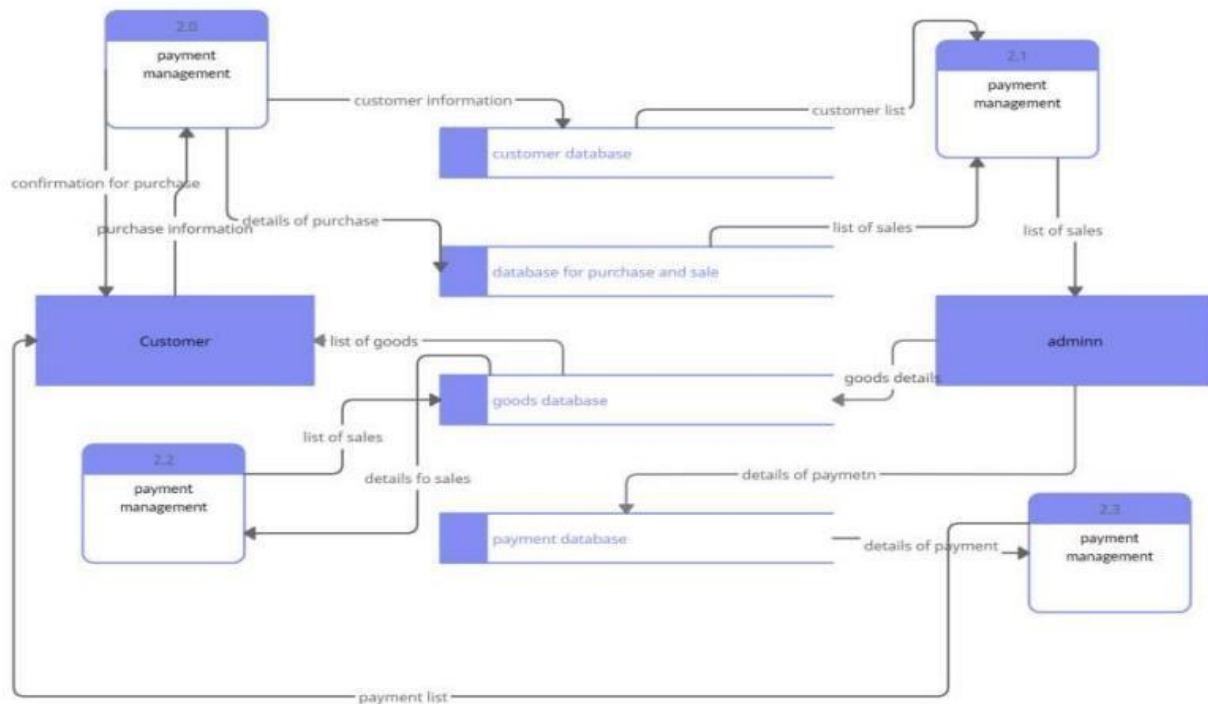 2.0
payment
management
2.1
payment
management
customer information
customer list
customer database
confirmation for purchase
purchase information
details of purchase
list of sales
list of sales
database for purchase and sale
Customer
list of goods
adminn
goods details
goods database
list of sales
2.2
payment
management
details fo sales
details of paymetn
2.3
payment
management
payment database
details of payment
payment list